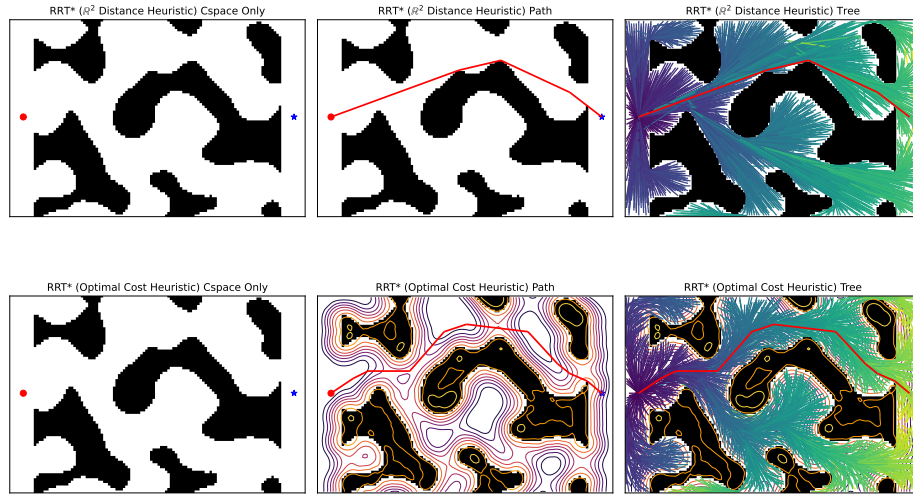 RRT* (ℝ² Distance Heuristic) Cspace Only
RRT* (ℝ² Distance Heuristic) Path
RRT* (ℝ² Distance Heuristic) Tree
RRT* (Optimal Cost Heuristic) Cspace Only
RRT* (Optimal Cost Heuristic) Path
RRT* (Optimal Cost Heuristic) Tree